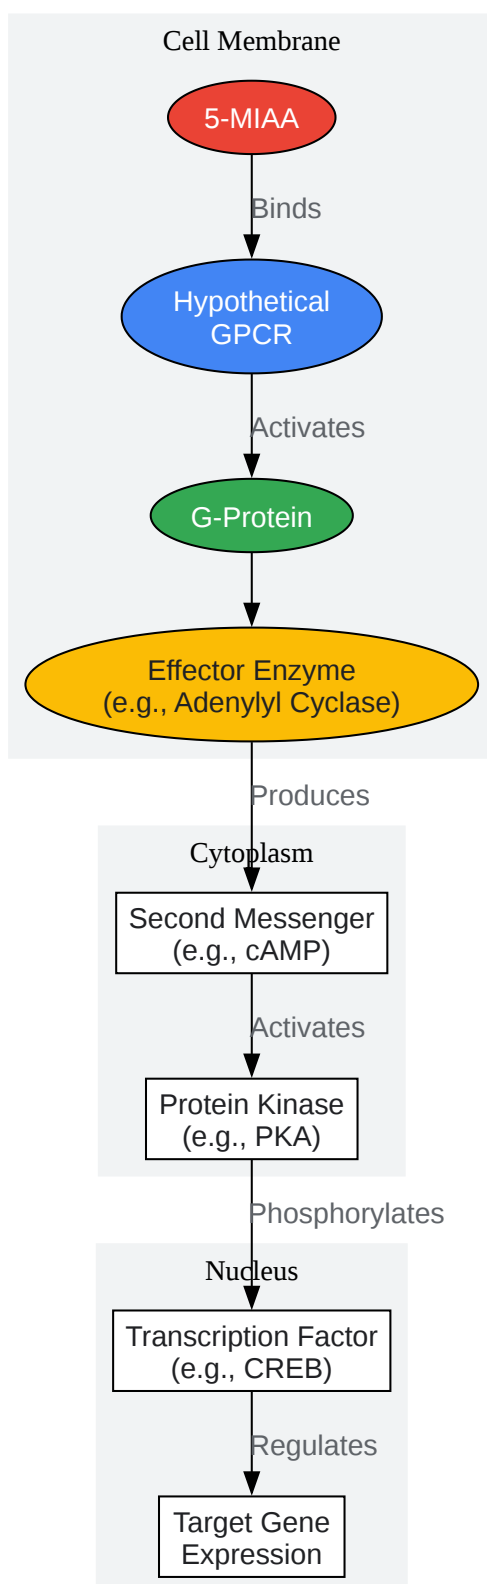 Cell Membrane
5-MIAA
Binds
Hypothetical
GPCR
Activates
G-Protein
Effector Enzyme
(e.g., Adenylyl Cyclase)
Produces
Cytoplasm
Second Messenger
(e.g., cAMP)
Activates
Protein Kinase
(e.g., PKA)
Phosphorylates
Nucleus
Transcription Factor
(e.g., CREB)
Regulates
Target Gene
Expression